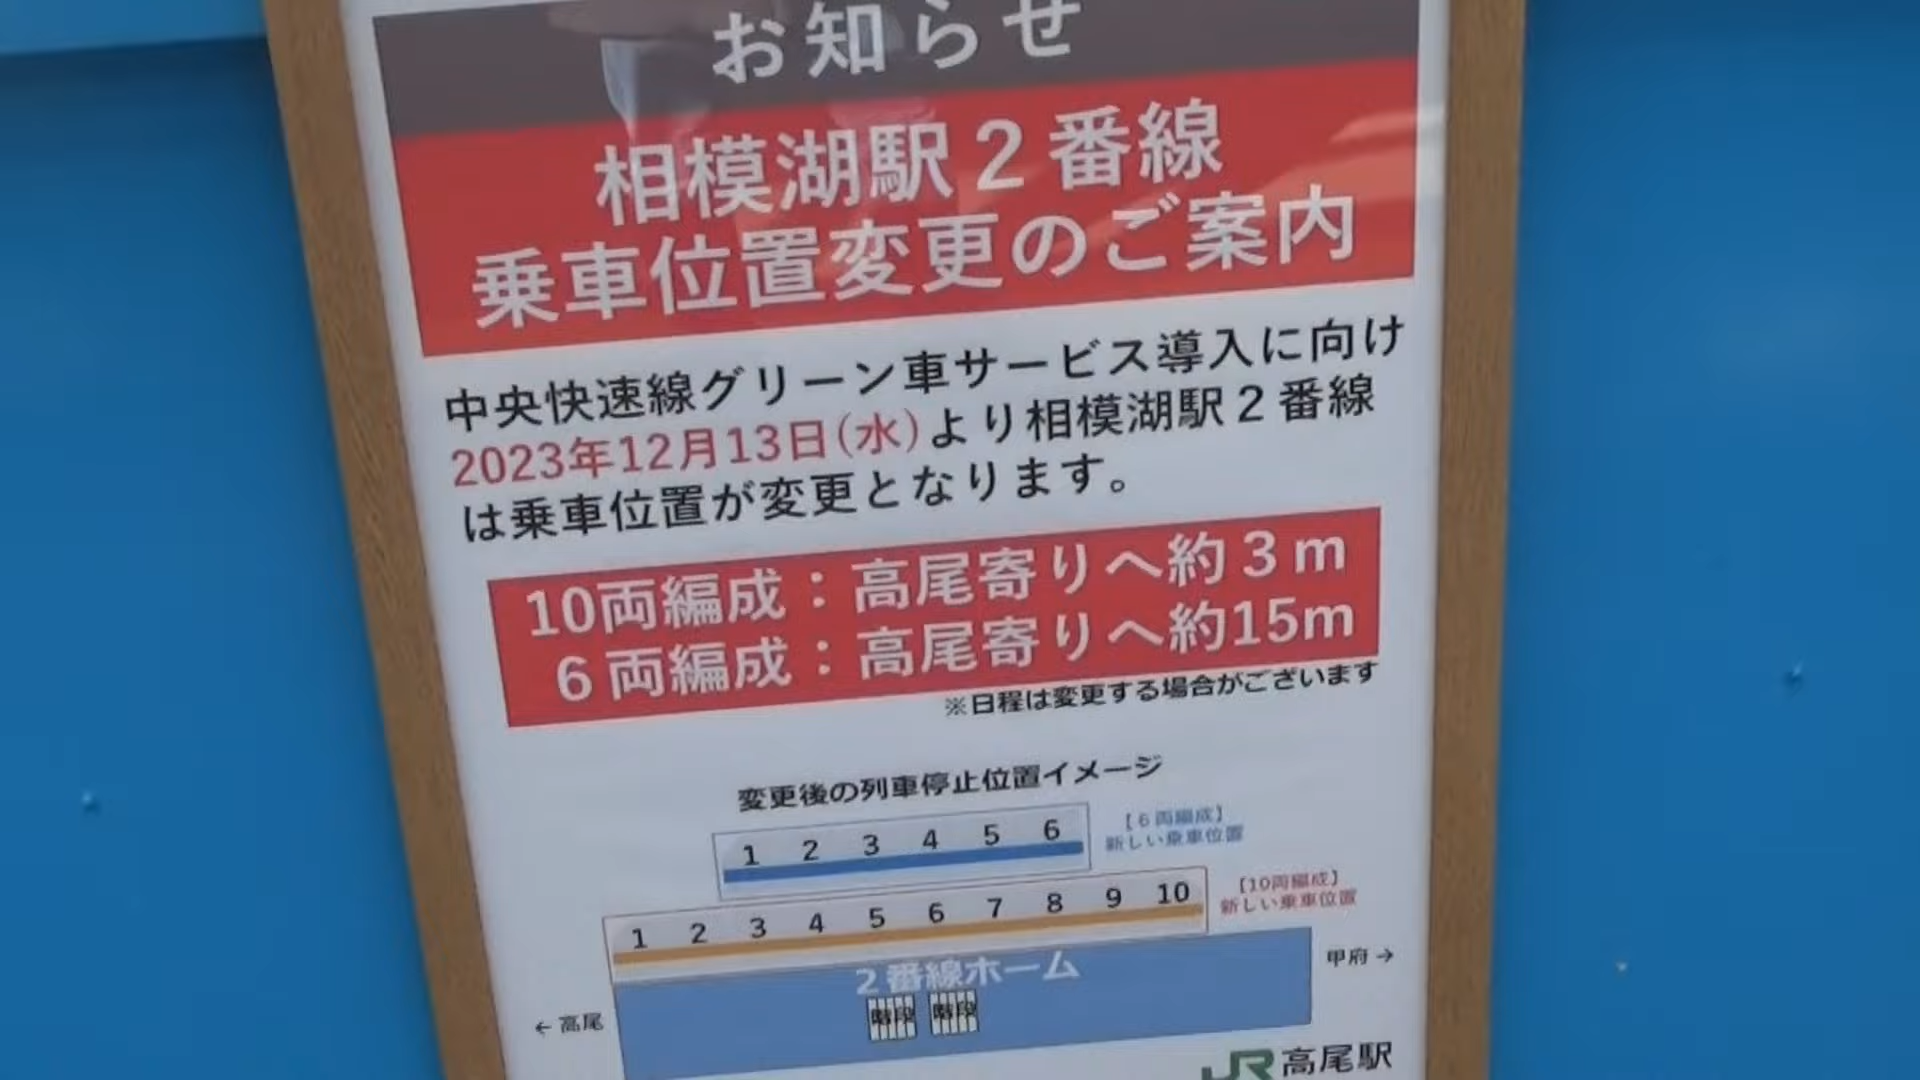 お知らせ
相模湖駅２番線
乗車位置変更のご案内
中央快速線グリーン車サービス導入に向け
2023年12月13日(水)より相模湖駅２番線
は乗車位置が変更となります。
10両編成：高尾寄りへ約３ｍ
６両編成：高尾寄りへ約15m
※日程は変更する場合がございます
変更後の列車停止位置イメージ
1 2 3 4 5 6
【６両編成】
新しい乗車位置
1 2 3 4 5 6 7 8 9 10
【10両編成】
新しい乗車位置
２番線ホーム
階段 階段
甲府→
←高尾
JR高尾駅